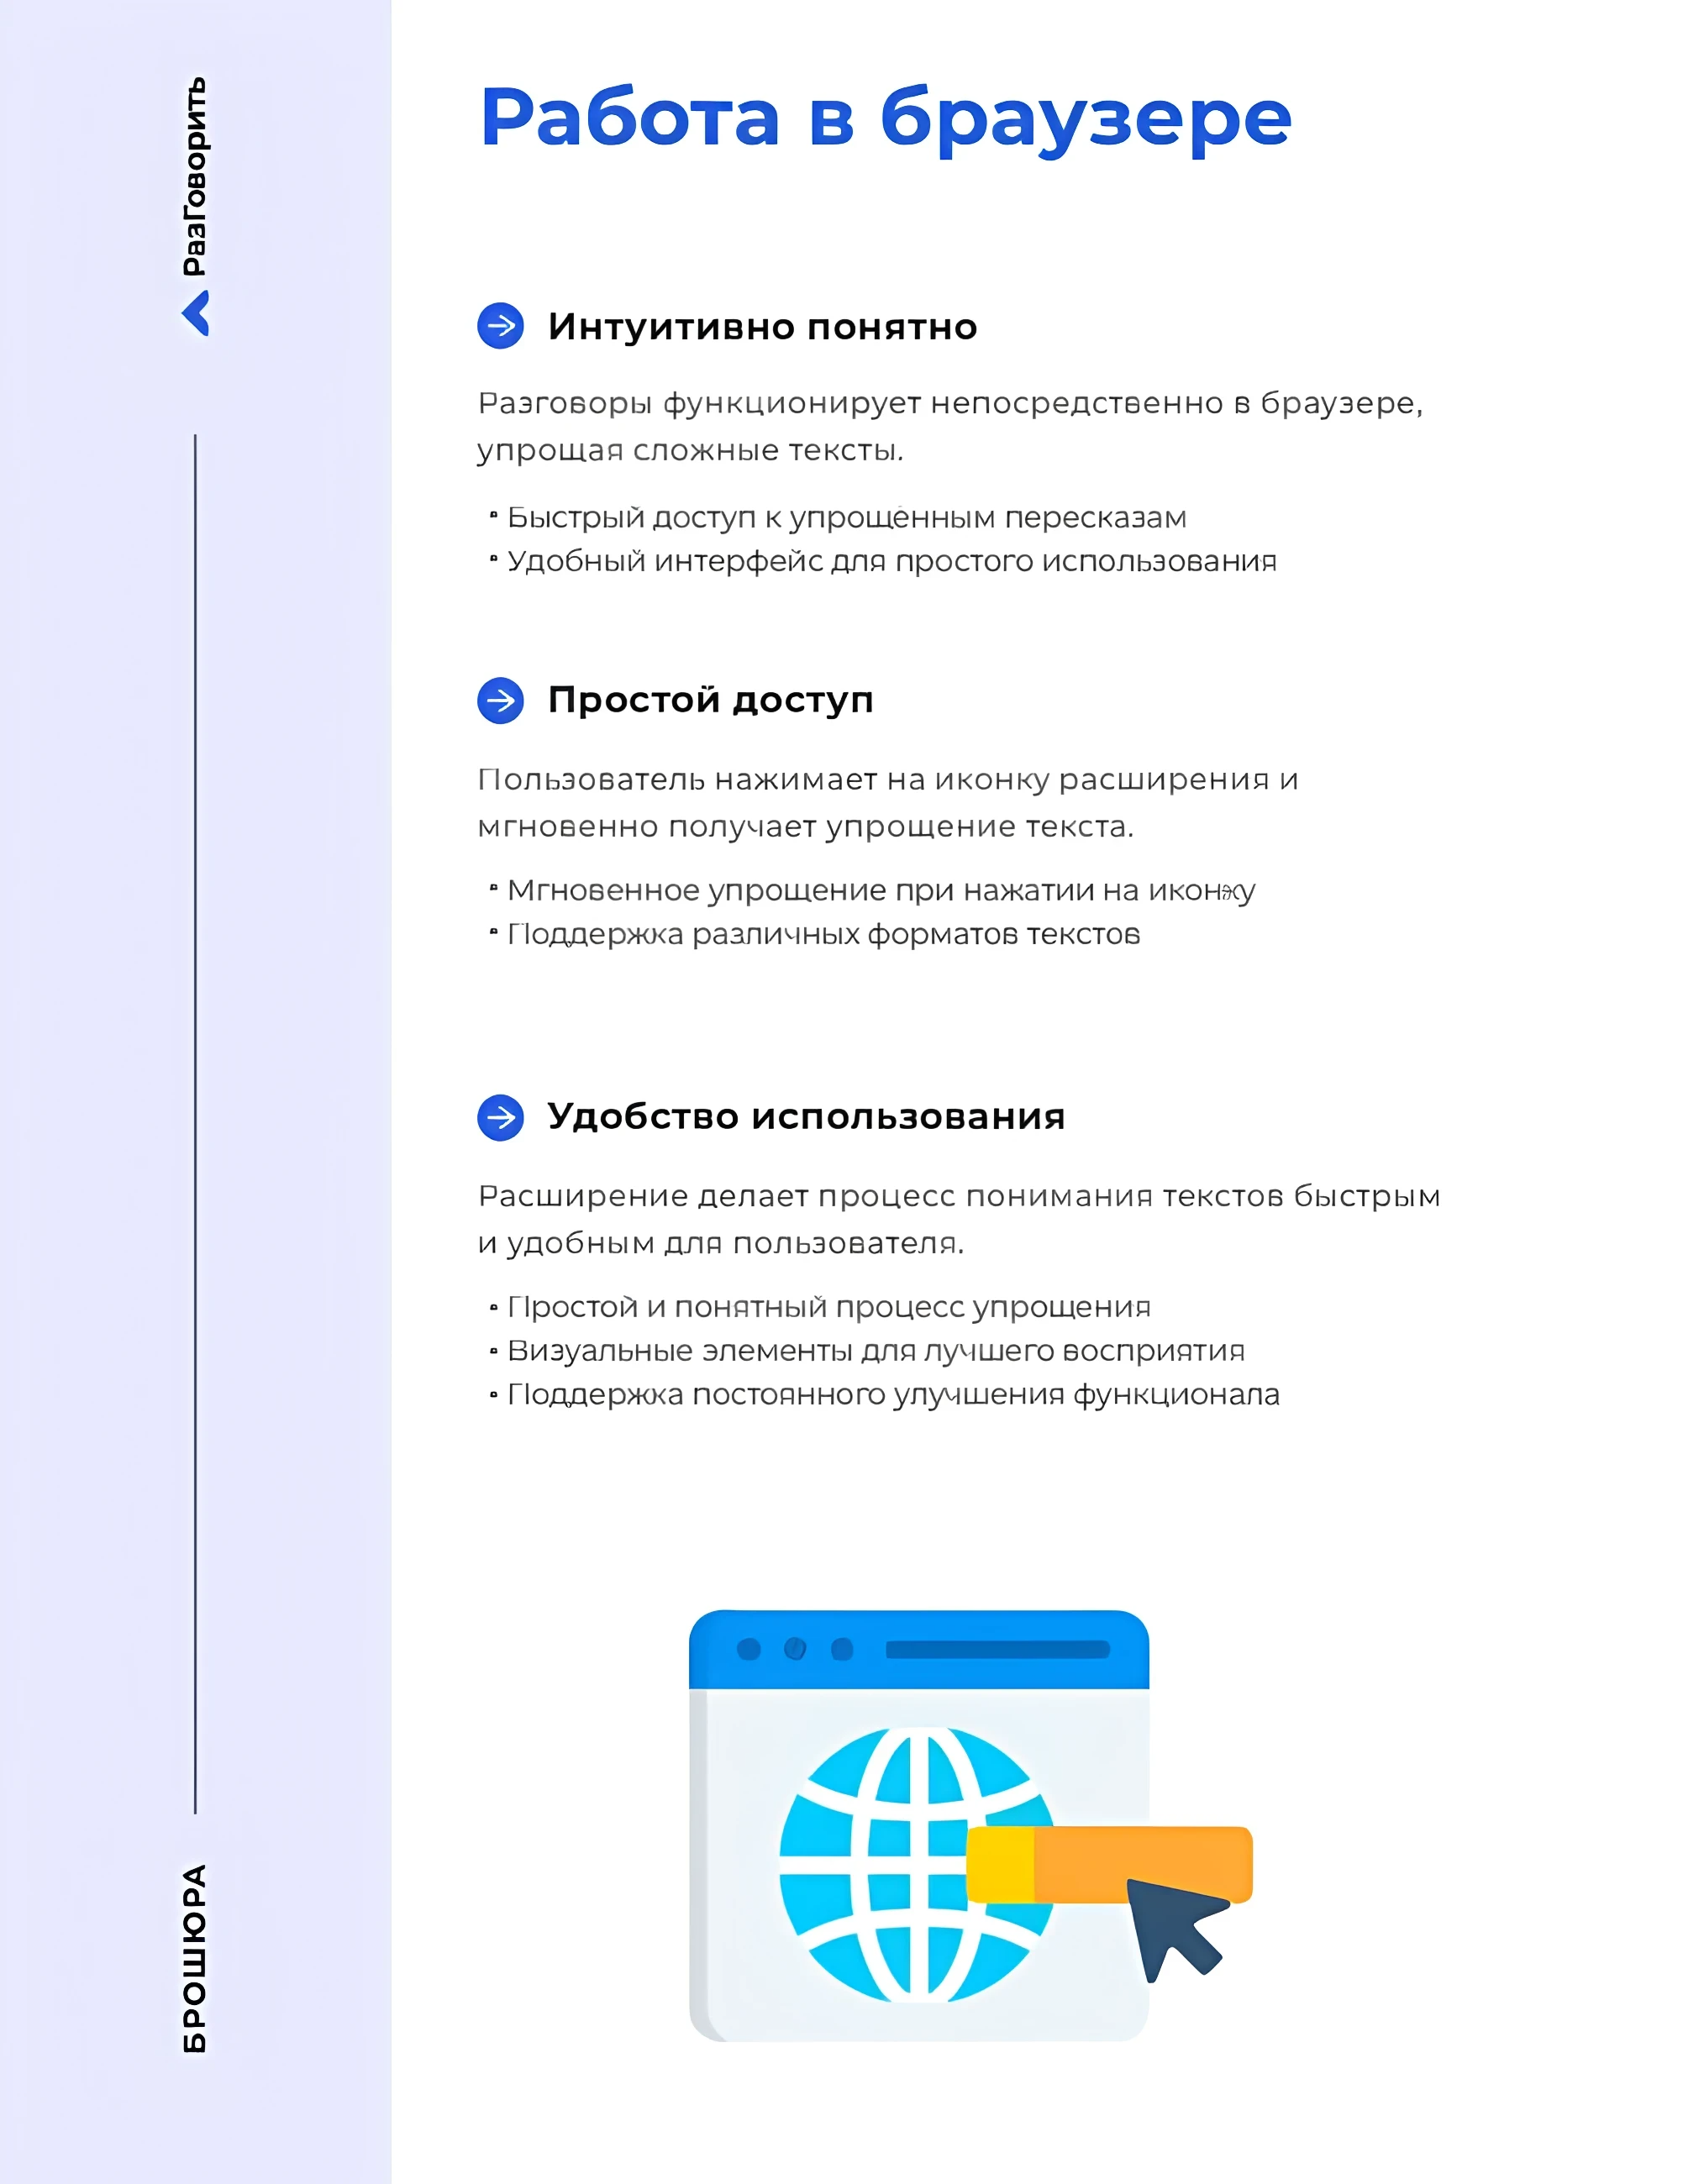 РазГоворить
БРОШЮРА
Работа в браузере
Интуитивно понятно
Разговоры функционирует непосредственно в браузере,
упрощая сложные тексты.
• Быстрый доступ к упрощённым пересказам
• Удобный интерфейс для простого использования
Простой доступ
Пользователь нажимает на иконку расширения и
мгновенно получает упрощение текста.
• Мгновенное упрощение при нажатии на иконку
• Поддержка различных форматов текстов
Удобство использования
Расширение делает процесс понимания текстов быстрым
и удобным для пользователя.
• Простой и понятный процесс упрощения
• Визуальные элементы для лучшего восприятия
• Поддержка постоянного улучшения функционала